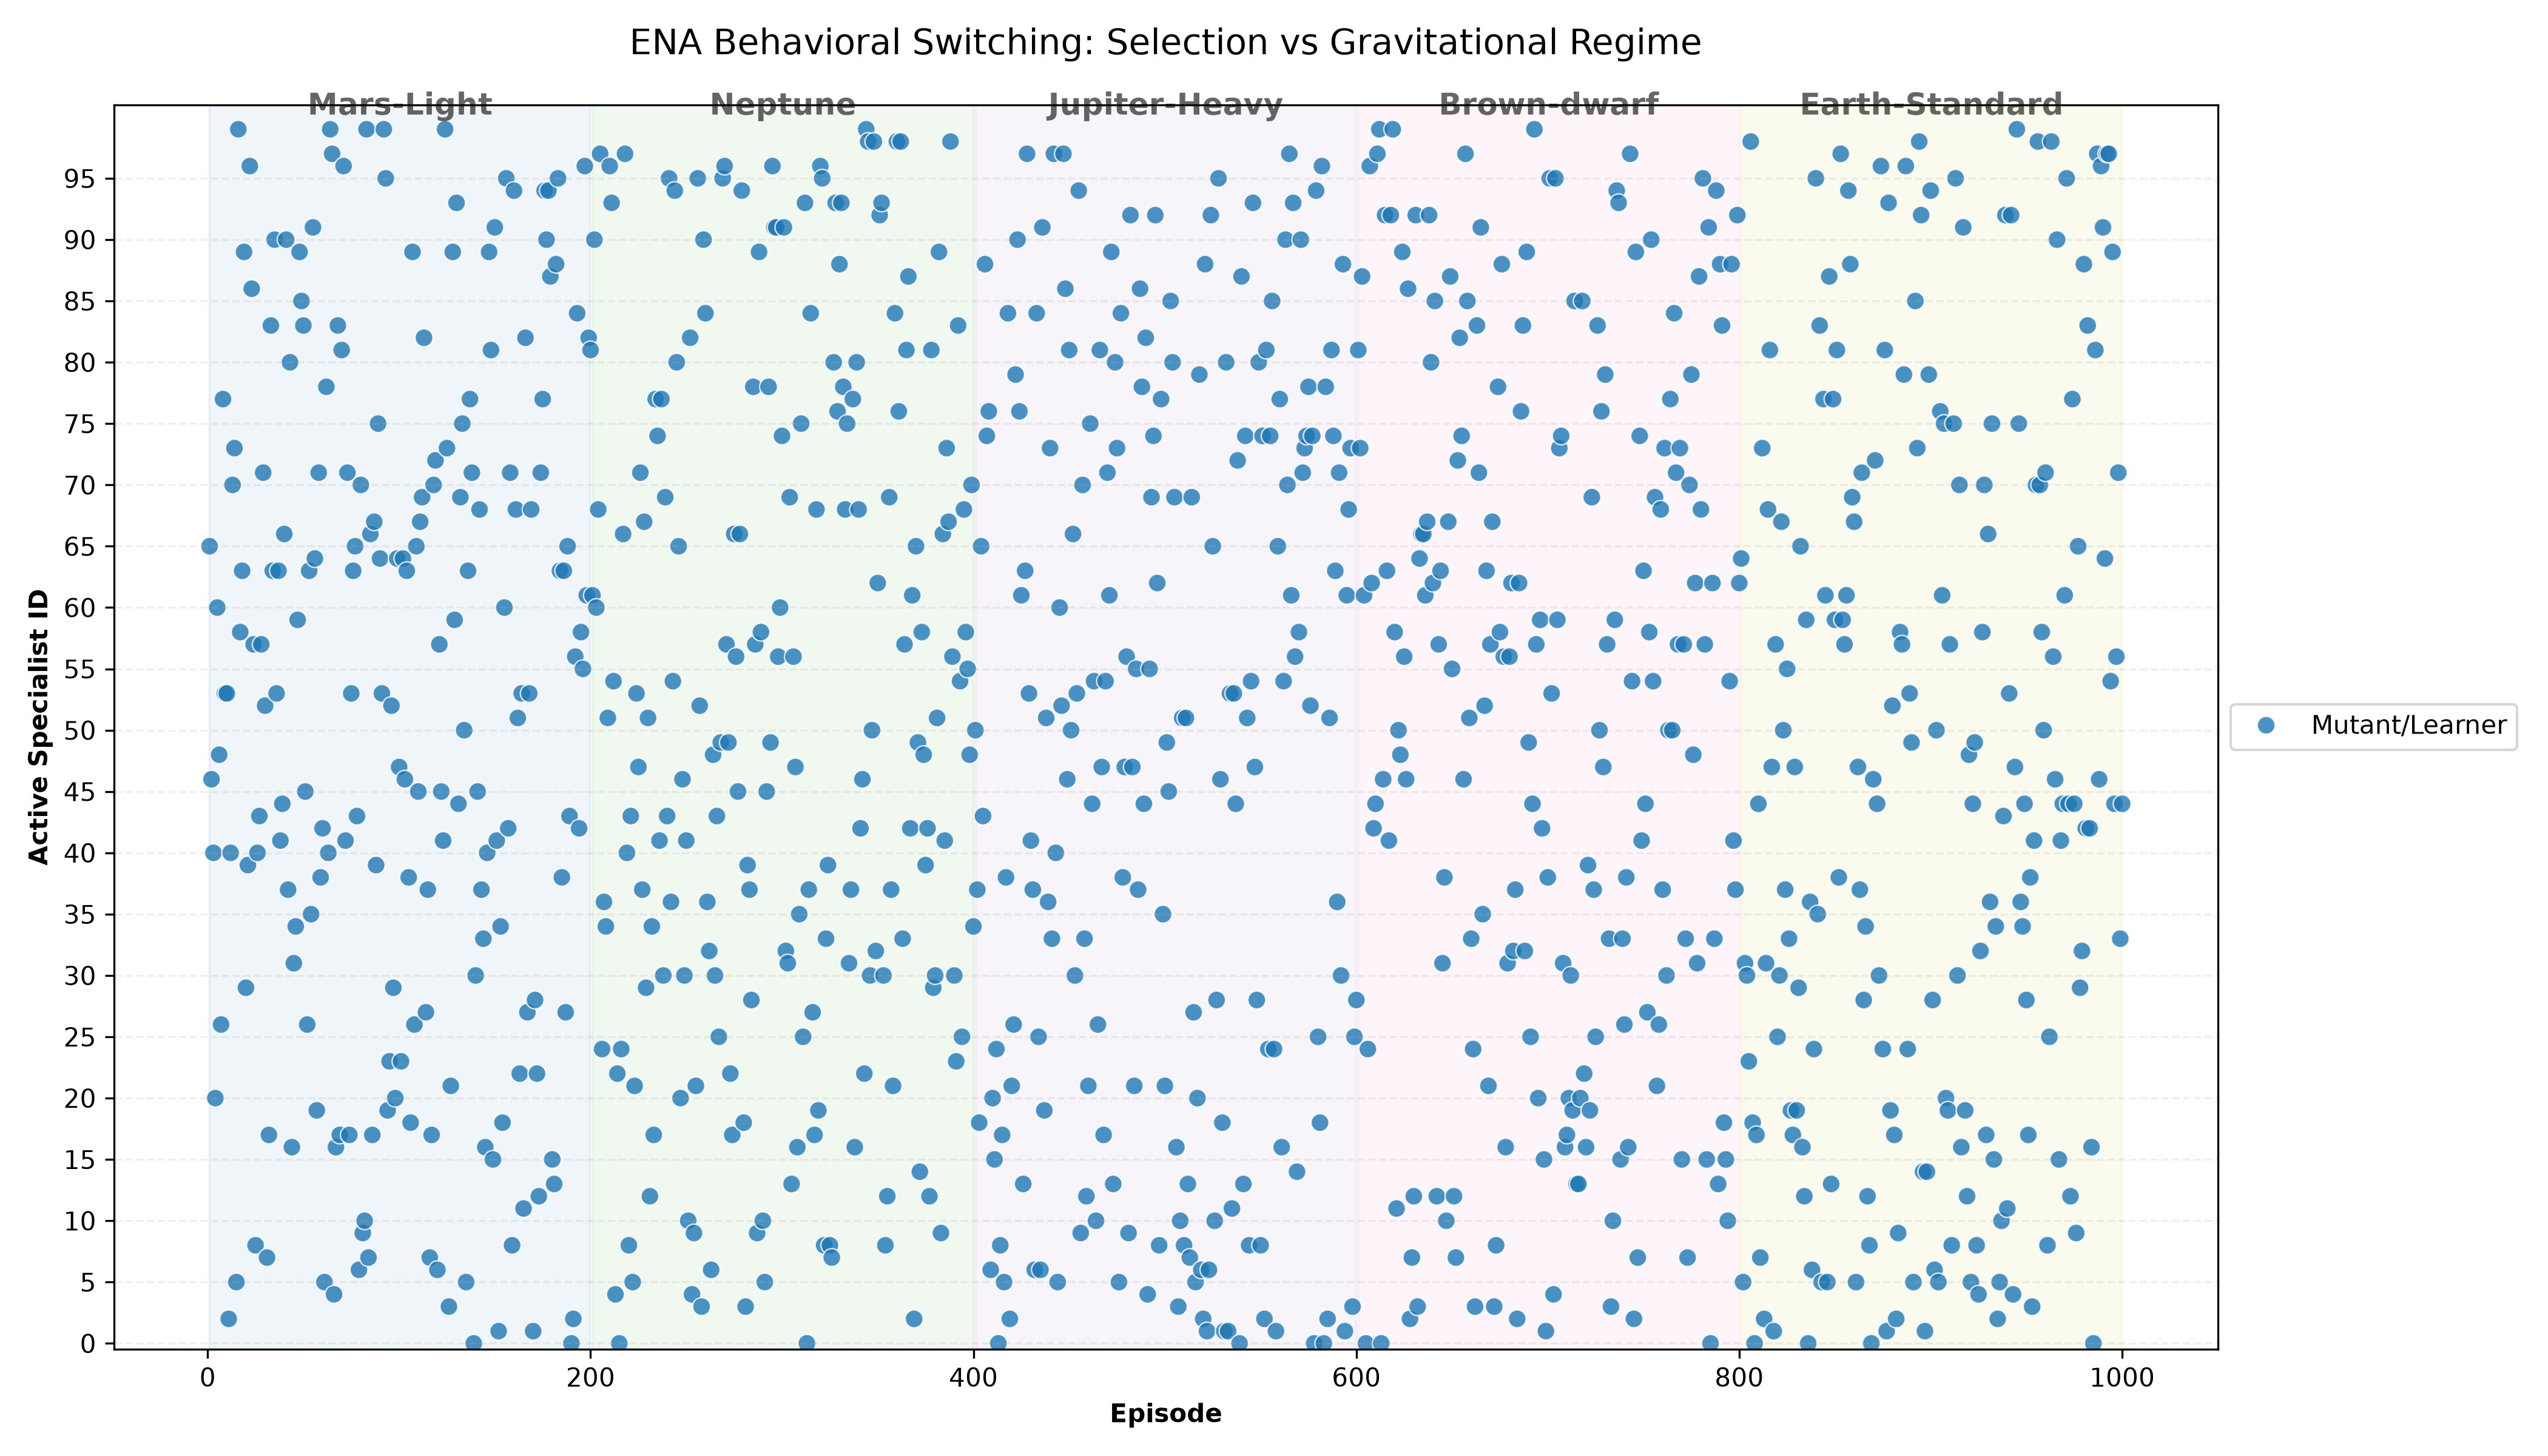 ENA Behavioral Switching: Selection vs Gravitational Regime
Mars-Light
Neptune
Jupiter-Heavy
Brown-dwarf
Earth-Standard
Active Specialist ID
95
90
85
80
75
70
65
60
55
50
45
40
35
30
25
20
15
10
5
0
Mutant/Learner
0
200
400
600
800
1000
Episode